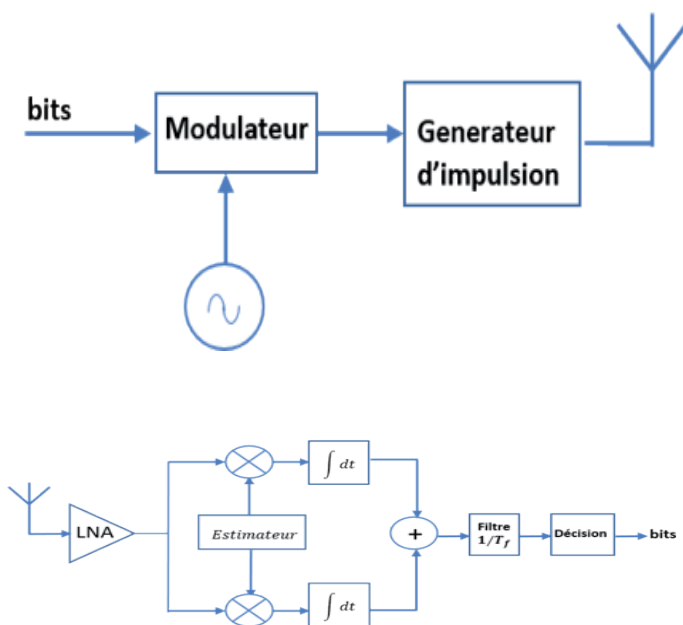 bits
Modulateur
Generateur
d'impulsion
LNA
∫ dt
Estimateur
∫ dt
+
Filtre
1/T_f
Décision
bits